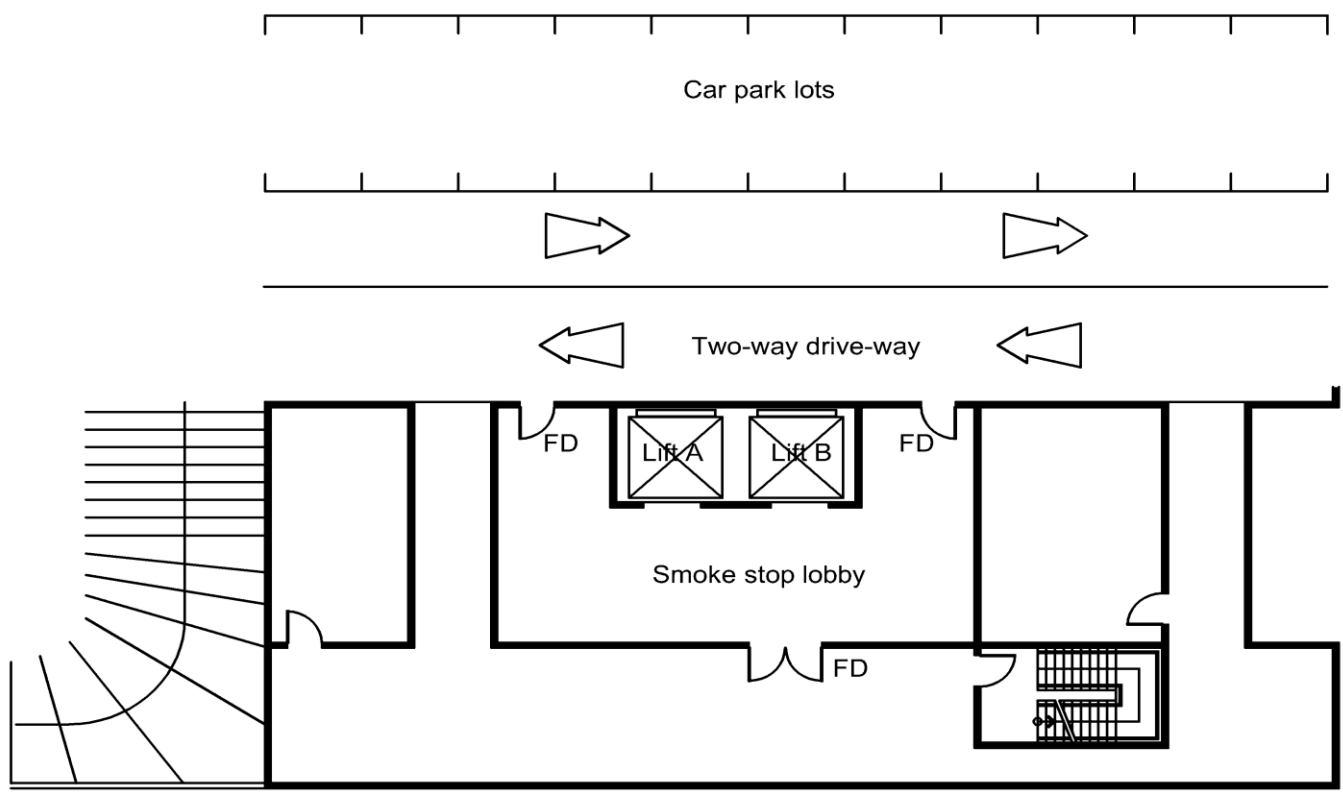 Car park lots
Two-way drive-way
FD
Lift A
Lift B
FD
Smoke stop lobby
FD